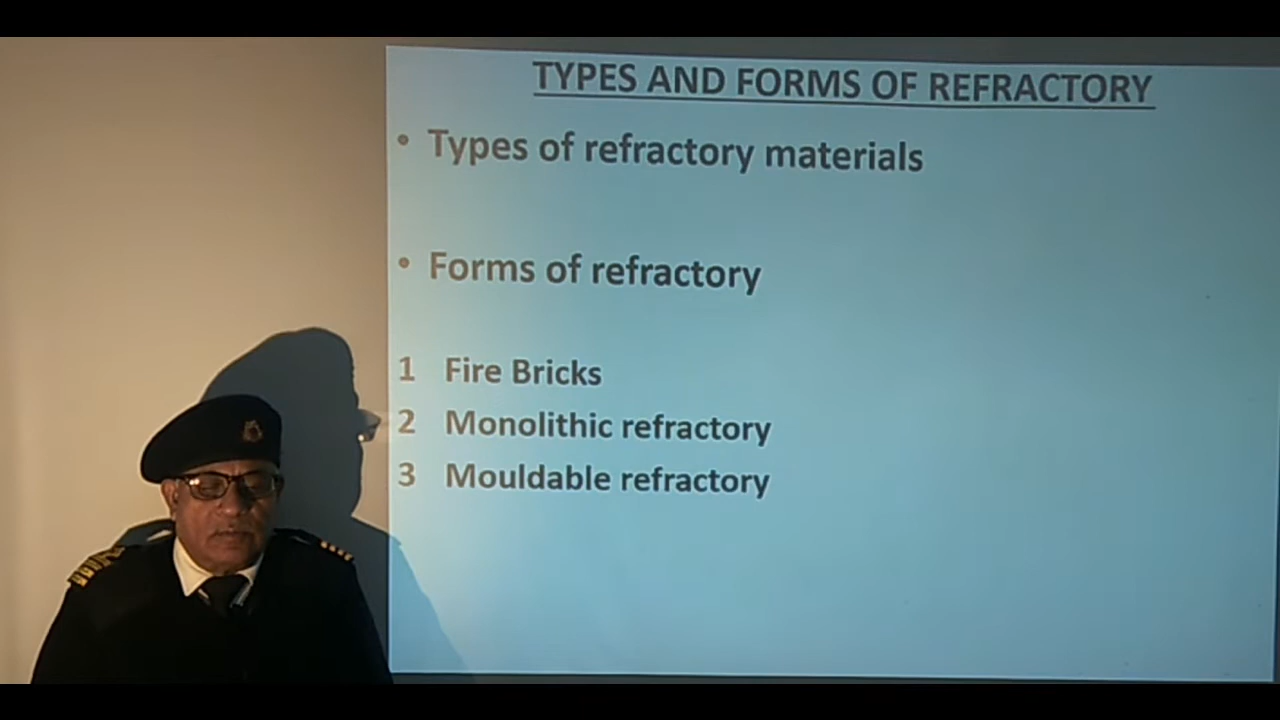 TYPES AND FORMS OF REFRACTORY
• Types of refractory materials
• Forms of refractory
1 Fire Bricks
2 Monolithic refractory
3 Mouldable refractory